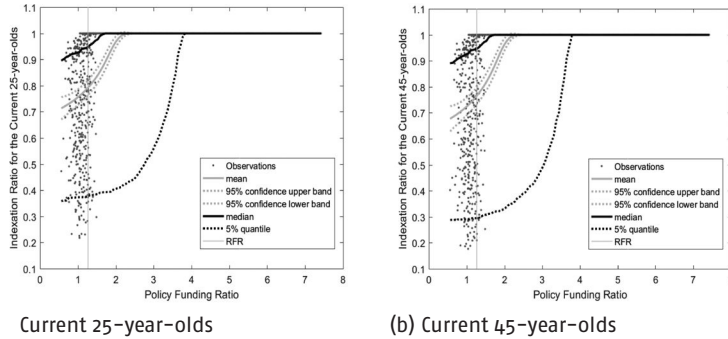 Indexation Ratio for the Current 25-year-olds
1.1
1
0.9
0.8
0.7
0.6
0.5
0.4
0.3
0.2
0.1
Observations
mean
95% confidence upper band
95% confidence lower band
median
5% quantile
RFR
0 1 2 3 4 5 6 7 8
Policy Funding Ratio
Current 25-year-olds
Indexation Ratio for the Current 45-year-olds
1.1
1
0.9
0.8
0.7
0.6
0.5
0.4
0.3
0.2
0.1
Observations
mean
95% confidence upper band
95% confidence lower band
median
5% quantile
RFR
0 1 2 3 4 5 6 7
Policy Funding Ratio
(b) Current 45-year-olds